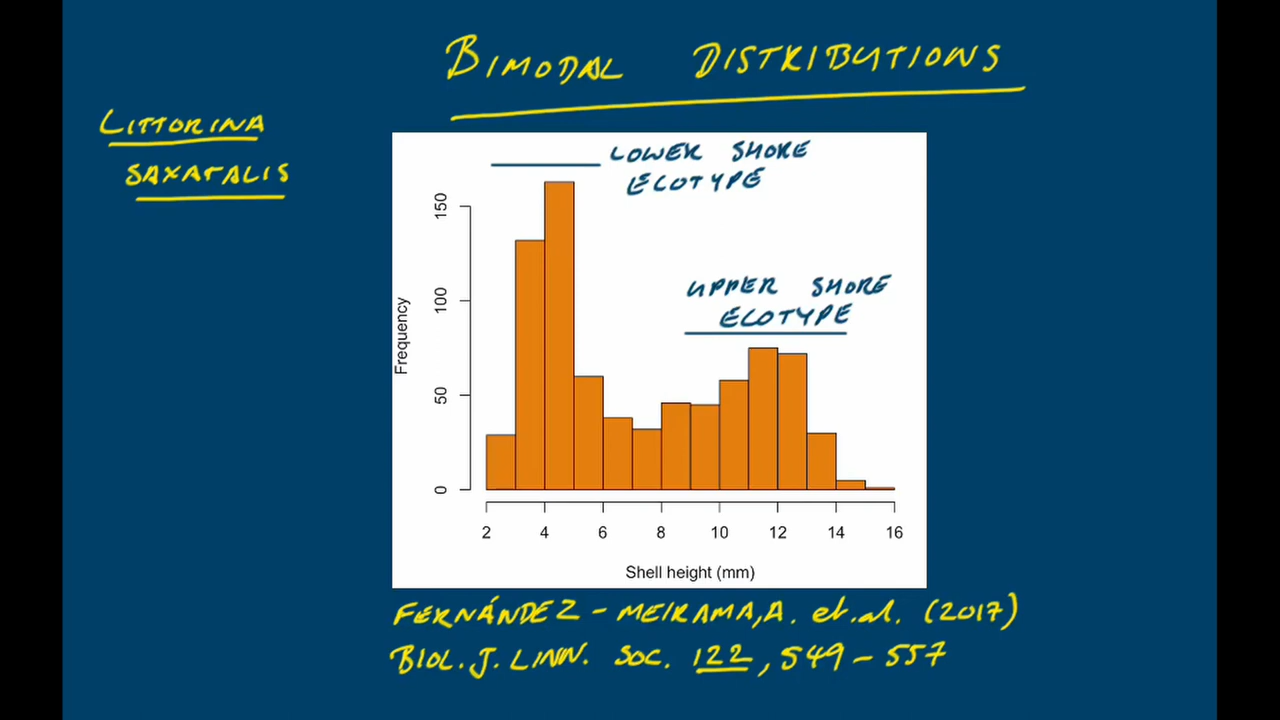 BIMODAL DISTRIBUTIONS
LITTORINA
SAXATALIS
LOWER SHORE
ECOTYPE
UPPER SHORE
ECOTYPE
150
100
50
0
Frequency
2 4 6 8 10 12 14 16
Shell height (mm)
FERNÁNDEZ - MEIRAMA, A. et.al. (2017)
BIOL. J. LINN. SOC. 122, 549 - 557